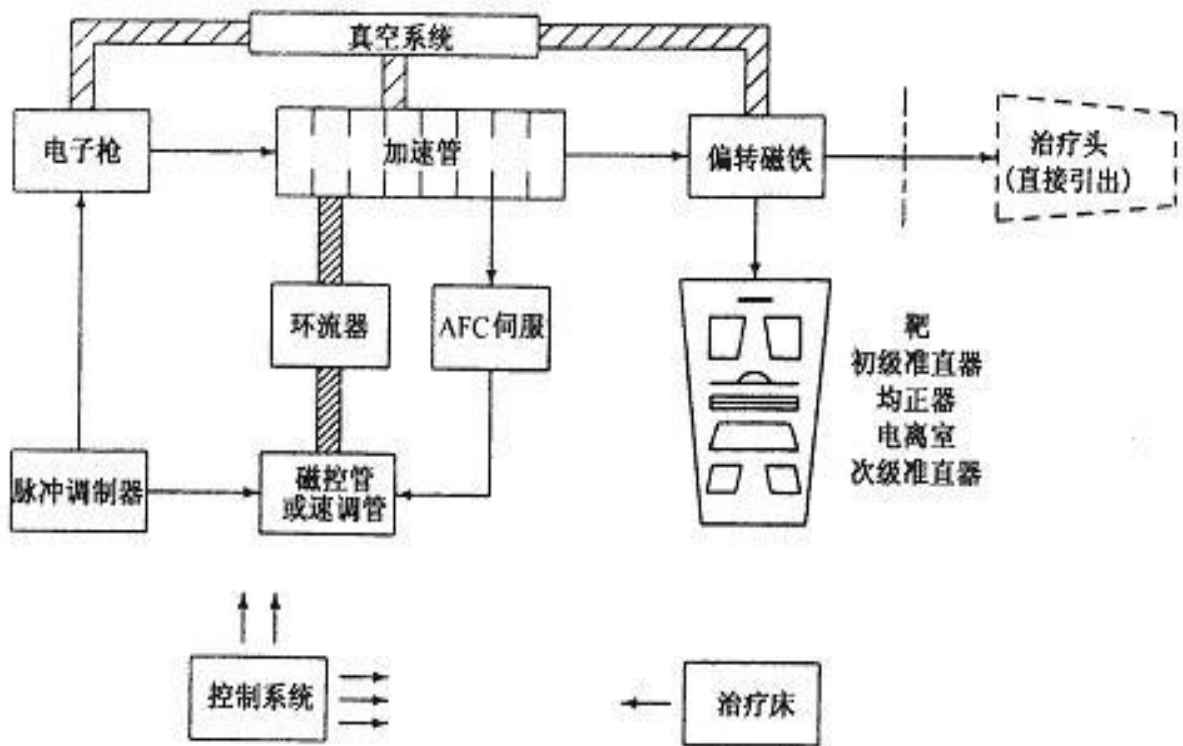 真空系统
电子枪
加速管
偏转磁铁
治疗头
(直接引出)
环流器
AFC伺服
靶
初级准直器
均正器
电离室
次级准直器
脉冲调制器
磁控管
或速调管
控制系统
治疗床